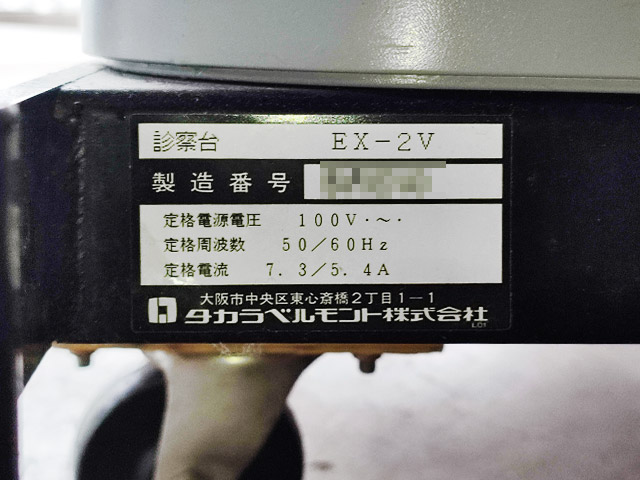 診察台 EX-2V
製造番号
定格電源電圧 100V・～・
定格周波数 50／60Hz
定格電流 7.3／5.4A
大阪市中央区東心斎橋2丁目1－1
タカラベルモント株式会社